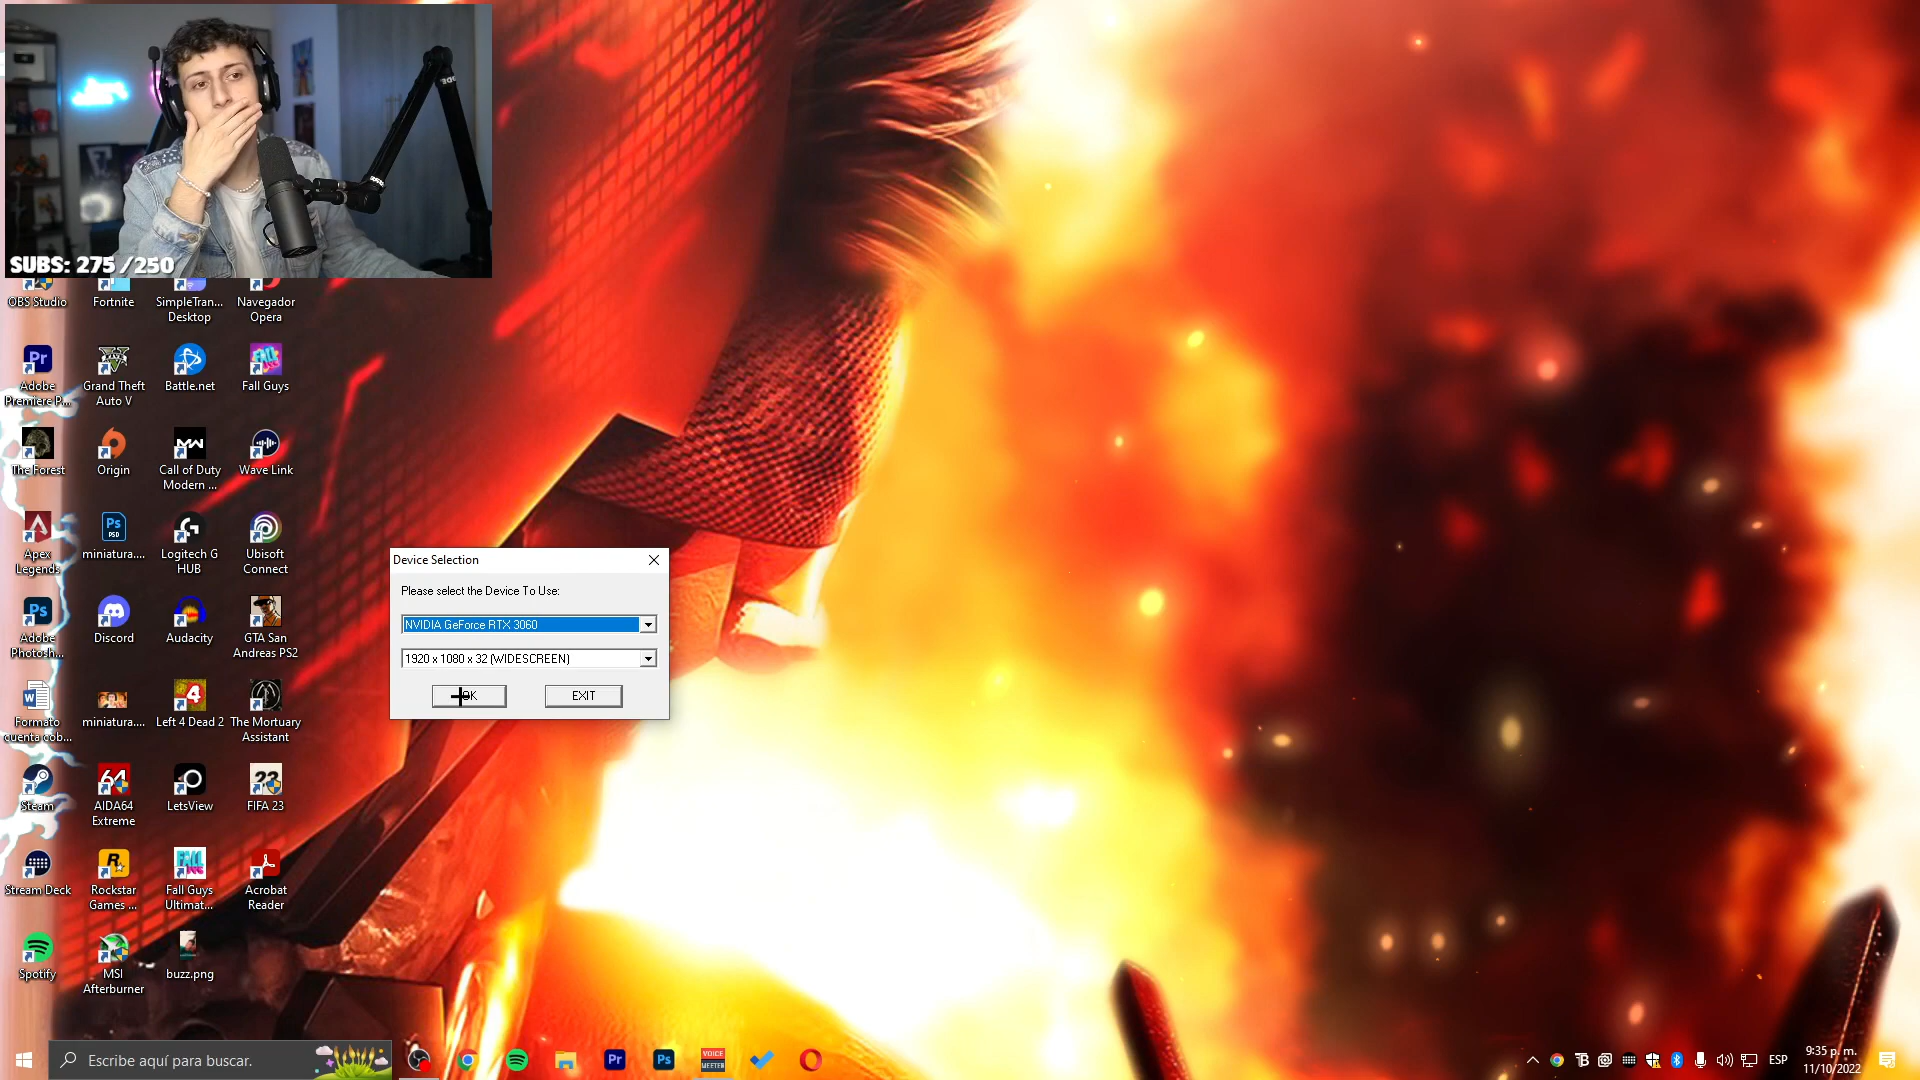 SUBS: 275/250
OBS Studio
Fortnite
SimpleTran...
Desktop
Navegador
Opera
Adobe
Premiere P...
Grand Theft
Auto V
Battle.net
Fall Guys
The Forest
Origin
Call of Duty
Modern ...
Wave Link
Apex
Legends
miniatura....
Logitech G
HUB
Ubisoft
Connect
Adobe
Photosh...
Discord
Audacity
GTA San
Andreas PS2
Formato
cuenta cob...
miniatura....
Left 4 Dead 2
The Mortuary
Assistant
Steam
AIDA64
Extreme
LetsView
FIFA 23
Stream Deck
Rockstar
Games ...
Fall Guys
Ultimat...
Acrobat
Reader
Spotify
MSI
Afterburner
buzz.png
Device Selection
Please select the Device To Use:
NVIDIA GeForce RTX 3060
1920 x 1080 x 32 (WIDESCREEN)
OK
EXIT
Escribe aquí para buscar.
Pr
Ps
VOICE
MEETER
ESP
9:35 p. m.
11/10/2022